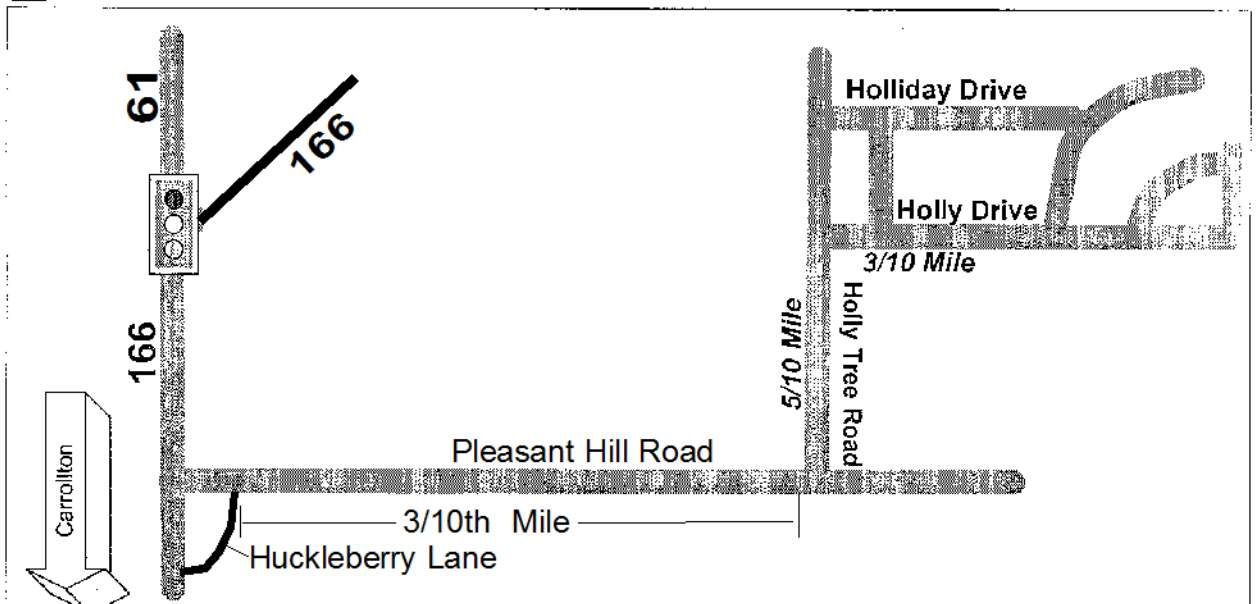 61
166
Holliday Drive
Holly Drive
3/10 Mile
166
5/10 Mile
Holly Tree Road
Carrollton
Pleasant Hill Road
3/10th Mile
Huckleberry Lane